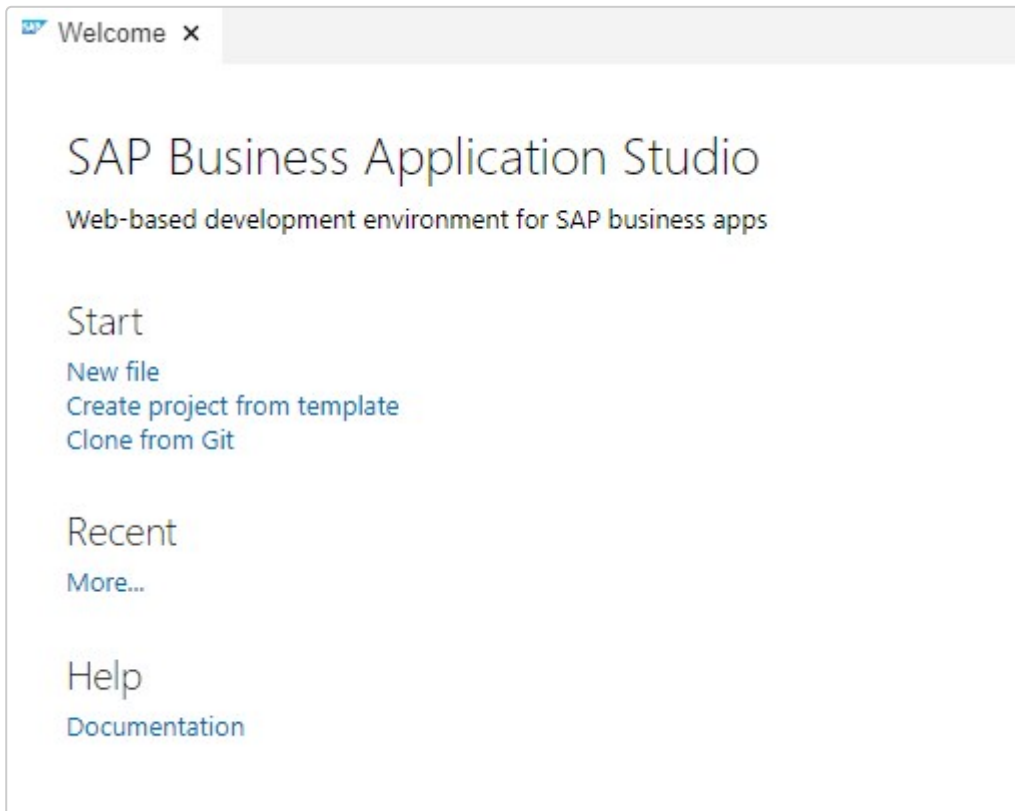 SAP Welcome ×
SAP Business Application Studio
Web-based development environment for SAP business apps
Start
New file
Create project from template
Clone from Git
Recent
More...
Help
Documentation